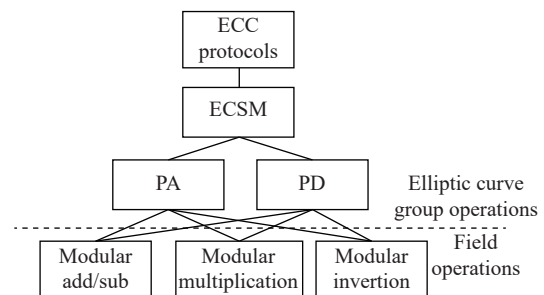 ECC
protocols
ECSM
PA
PD
Elliptic curve
group operations
Modular
add/sub
Modular
multiplication
Modular
invertion
Field
operations